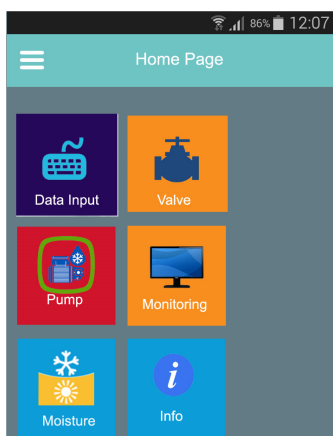 86% 12:07
Home Page
Data Input Valve
Pump Monitoring
Moisture Info